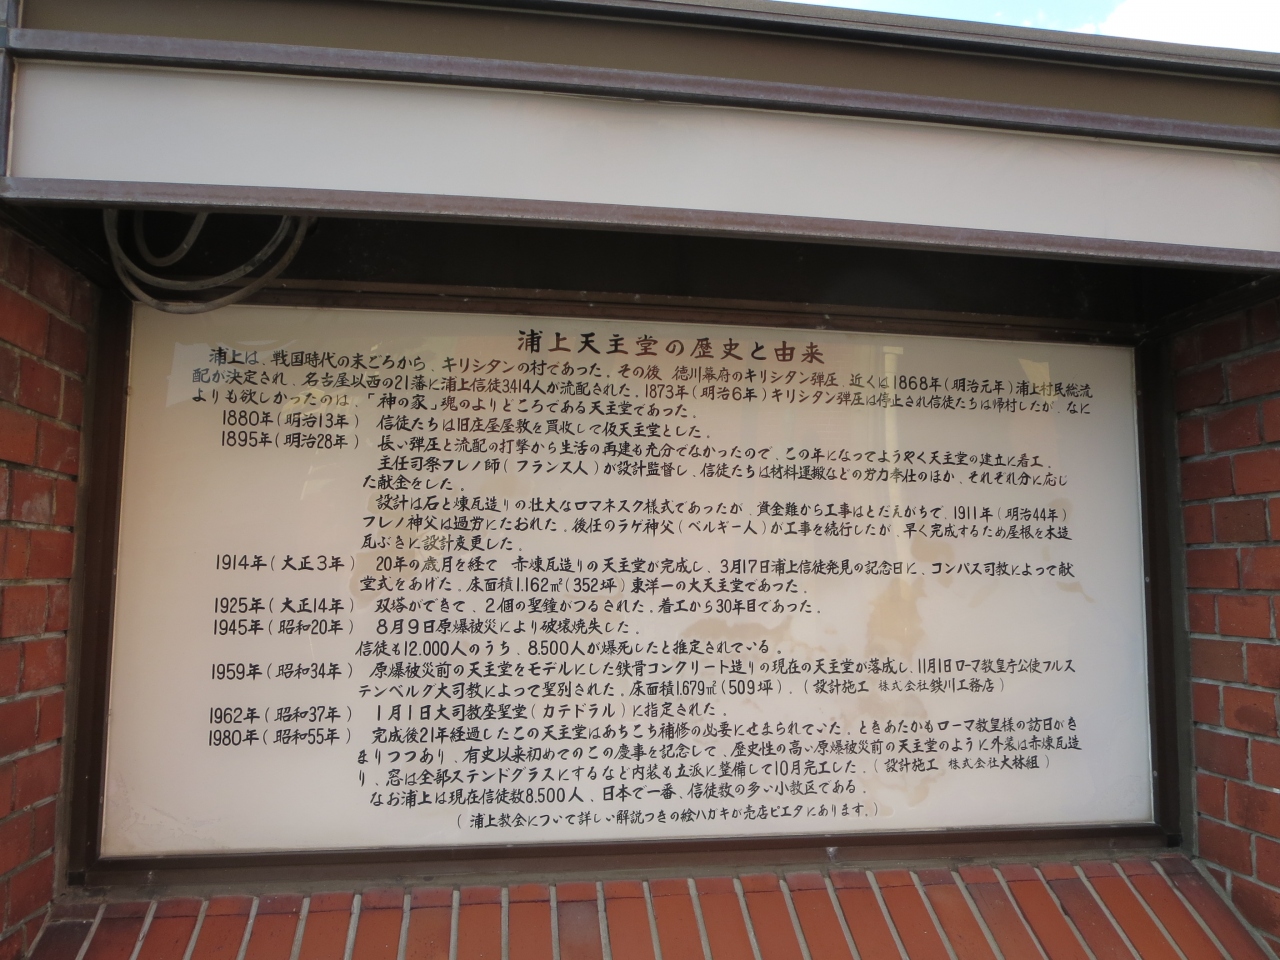 浦上天主堂の歴史と由来
浦上は、戦国時代の末ごろから、キリシタンの村であった。その後 徳川幕府のキリシタン弾圧、近くは1868年(明治元年)浦上村民総流
配が決定され、名古屋以西の21藩に浦上信徒3,414人が流配された。1873年(明治6年)キリシタン弾圧は停止され信徒たちは帰村したが、なに
よりも欲しかったのは、「神の家」魂のよりどころである天主堂であった。
1880年(明治13年) 信徒たちは旧庄屋屋敷を買收して仮天主堂とした。
1895年(明治28年) 長い弾圧と流配の打撃から生活の再建も充分でなかったので、この年になってようやく天主堂の建立に着工。
主任司祭フレノ師(フランス人)が設計監督し、信徒たちは材料運搬などの労力奉仕のほか、それぞれ分に応じ
た献金をした。
設計は石と煉瓦造りの壮大なロマネスク様式であったが、資金難から工事はとだえがちで、1911年(明治44年)
フレノ神父は過労にたおれた。後任のラゲ神父(ベルギー人)が工事を続行したが、早く完成するため屋根を木造
瓦ぶきに設計変更した。
1914年(大正3年) 20年の歳月を経て 赤煉瓦造りの天主堂が完成し、3月17日浦上信徒発見の記念日に、コンバス司教によって献
堂式をあげた。床面積1.162㎡(352坪)東洋一の大天主堂であった。
1925年(大正14年) 双塔ができて、2個の聖鐘がつるされた。着工から30年目であった。
1945年(昭和20年) 8月9日原爆被災により破壊焼失した。
信徒も12.000人のうち、8.500人が爆死したと推定されている。
1959年(昭和34年) 原爆被災前の天主堂をモデルにした鉄骨コンクリート造りの現在の天主堂が落成し、11月1日ローマ教皇庁公使フルス
テンベルグ大司教によって聖別された。床面積1.679㎡(509坪)。(設計施工 株式会社鉄川工務店)
1962年(昭和37年) 1月1日大司教座聖堂(カテドラル)に指定された。
1980年(昭和55年) 完成後21年経過したこの天主堂はあちこち補修の必要にせまられていた。ときあたかもローマ教皇様の訪日がき
まりつつあり、有史以来初めてのこの慶事を記念して、歴史性の高い原爆被災前の天主堂のように外装は赤煉瓦造
り、窓は全部ステンドグラスにするなど内装も立派に整備して10月完工した。(設計施工 株式会社大林組)
なお浦上は現在信徒数8.500人、日本で一番、信徒数の多い小教区である。
(浦上教会について詳しい解説つきの絵ハガキが売店ピエタにあります。)